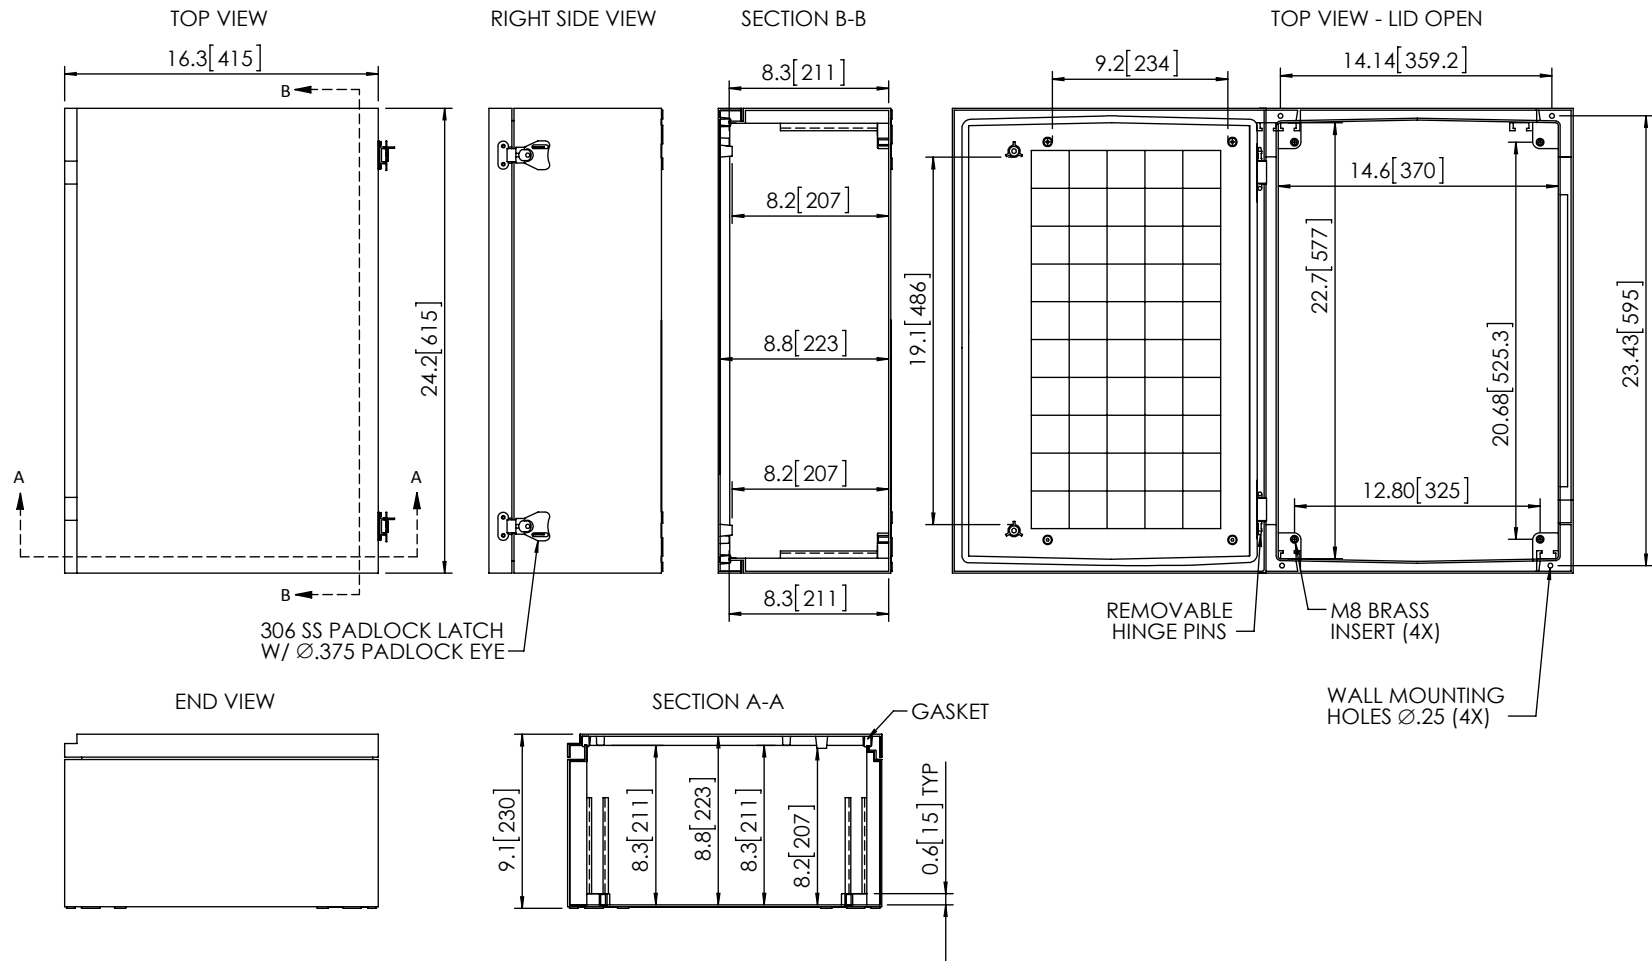 TOP VIEW
RIGHT SIDE VIEW
SECTION B-B
TOP VIEW - LID OPEN
16.3[415]
B
24.2[615]
A
A
B
306 SS PADLOCK LATCH
W/ Ø.375 PADLOCK EYE
8.3[211]
8.2[207]
8.8[223]
8.2[207]
8.3[211]
9.2[234]
14.14[359.2]
19.1[486]
14.6[370]
22.7[577]
20.68[525.3]
23.43[595]
12.80[325]
REMOVABLE
HINGE PINS
M8 BRASS
INSERT (4X)
WALL MOUNTING
HOLES Ø.25 (4X)
END VIEW
SECTION A-A
GASKET
9.1[230]
8.3[211]
8.8[223]
8.3[211]
8.2[207]
0.6[15] TYP